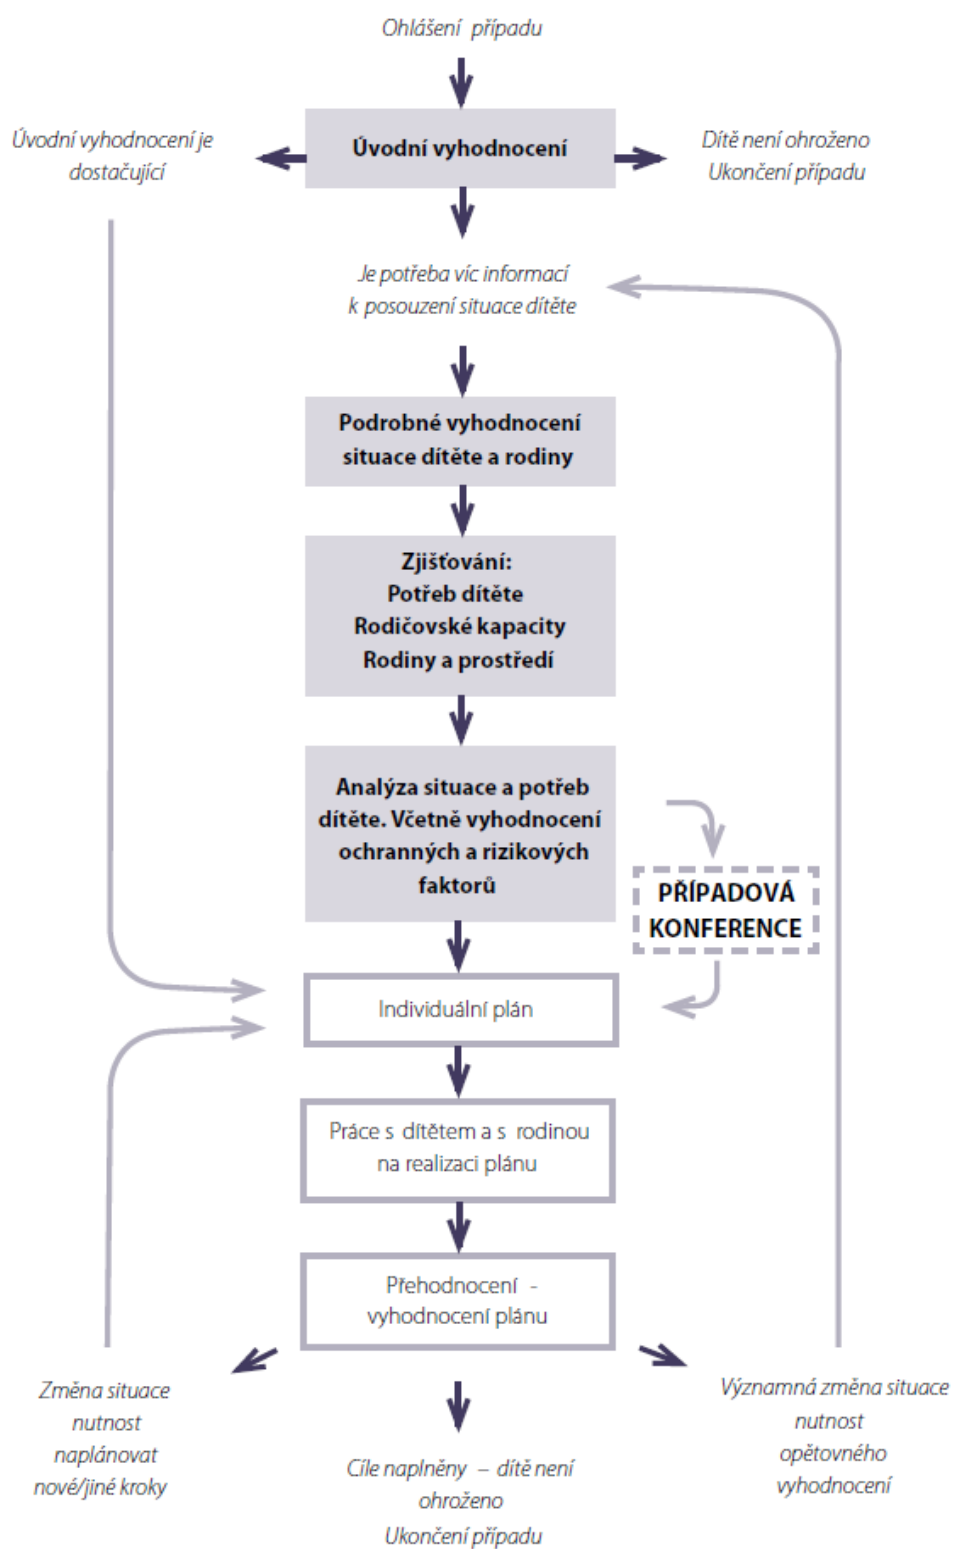 Ohlášení případu
Úvodní vyhodnocení je
dostačující
Úvodní vyhodnocení
Dítě není ohroženo
Ukončení případu
Je potřeba víc informací
k posouzení situace dítěte
Podrobné vyhodnocení
situace dítěte a rodiny
Zjišťování:
Potřeb dítěte
Rodičovské kapacity
Rodiny a prostředí
Analýza situace a potřeb
dítěte. Včetně vyhodnocení
ochranných a rizikových
faktorů
PŘÍPADOVÁ
KONFERENCE
Individuální plán
Práce s dítětem a s rodinou
na realizaci plánu
Přehodnocení -
vyhodnocení plánu
Změna situace
nutnost
naplánovat
nové/jiné kroky
Cíle naplněny – dítě není
ohroženo
Ukončení případu
Významná změna situace
nutnost
opětovného
vyhodnocení